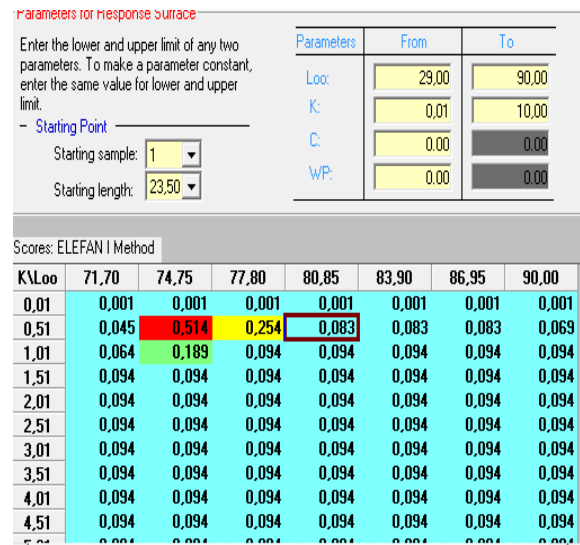 Parameters for Response Surface
Enter the lower and upper limit of any two
parameters. To make a parameter constant,
enter the same value for lower and upper
limit.
Starting Point
Starting sample: 1
Starting length: 23,50
Parameters From To
Loo: 29,00 90,00
K: 0,01 10,00
C: 0.00 0.00
WP: 0.00 0.00
Scores: ELEFAN I Method
K\Loo 71,70 74,75 77,80 80,85 83,90 86,95 90,00
0,01 0,001 0,001 0,001 0,001 0,001 0,001 0,001
0,51 0,045 0,514 0,254 0,083 0,083 0,083 0,069
1,01 0,064 0,189 0,094 0,094 0,094 0,094 0,094
1,51 0,094 0,094 0,094 0,094 0,094 0,094 0,094
2,01 0,094 0,094 0,094 0,094 0,094 0,094 0,094
2,51 0,094 0,094 0,094 0,094 0,094 0,094 0,094
3,01 0,094 0,094 0,094 0,094 0,094 0,094 0,094
3,51 0,094 0,094 0,094 0,094 0,094 0,094 0,094
4,01 0,094 0,094 0,094 0,094 0,094 0,094 0,094
4,51 0,094 0,094 0,094 0,094 0,094 0,094 0,094